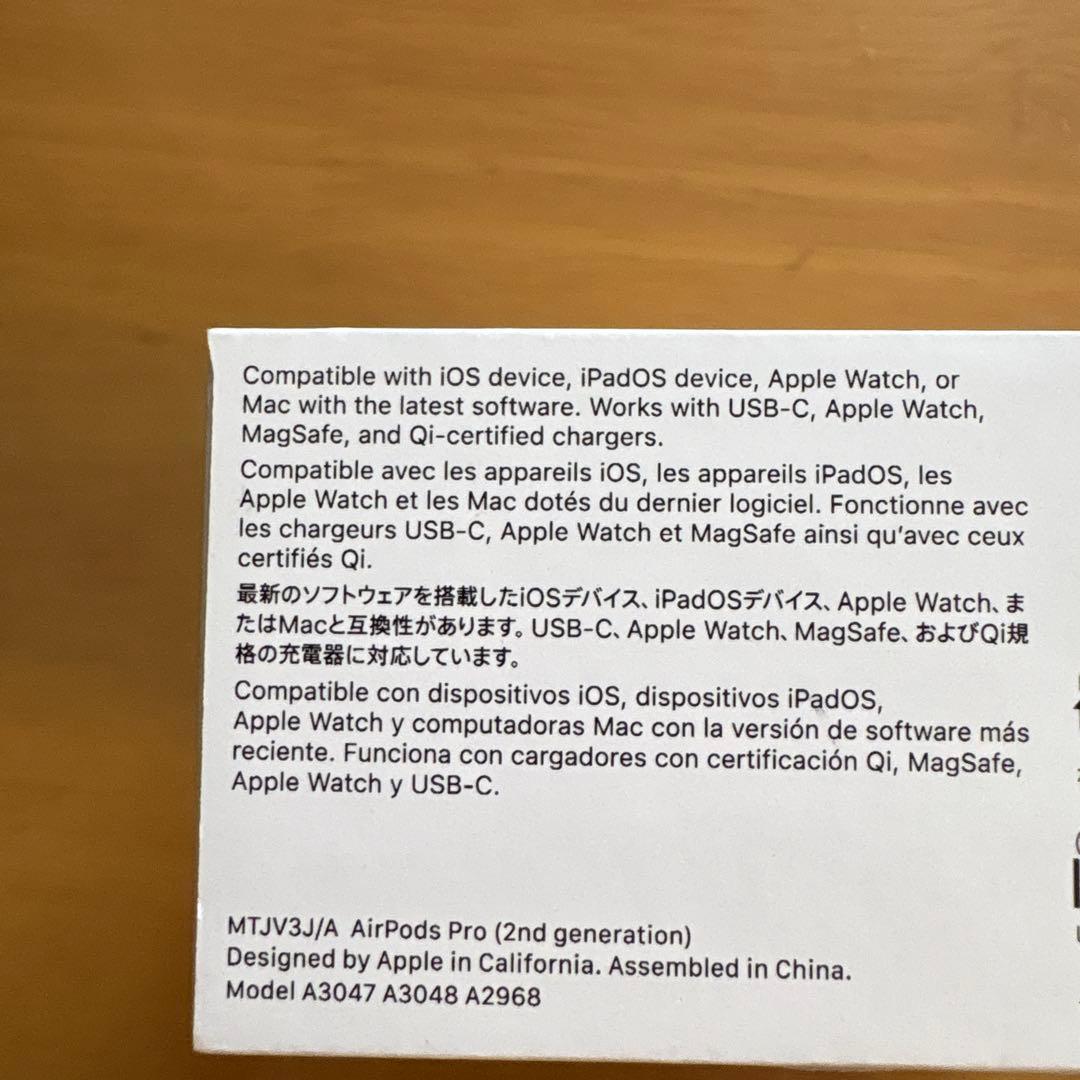 Compatible with iOS device, iPadOS device, Apple Watch, or
Mac with the latest software. Works with USB-C, Apple Watch,
MagSafe, and Qi-certified chargers.
Compatible avec les appareils iOS, les appareils iPadOS, les
Apple Watch et les Mac dotés du dernier logiciel. Fonctionne avec
les chargeurs USB-C, Apple Watch et MagSafe ainsi qu'avec ceux
certifiés Qi.
最新のソフトウェアを搭載したiOSデバイス、iPadOSデバイス、Apple Watch、ま
たはMacと互換性があります。USB-C、Apple Watch、MagSafe、およびQi規
格の充電器に対応しています。
Compatible con dispositivos iOS, dispositivos iPadOS,
Apple Watch y computadoras Mac con la versión de software más
reciente. Funciona con cargadores con certificación Qi, MagSafe,
Apple Watch y USB-C.
MTJV3J/A AirPods Pro (2nd generation)
Designed by Apple in California. Assembled in China.
Model A3047 A3048 A2968